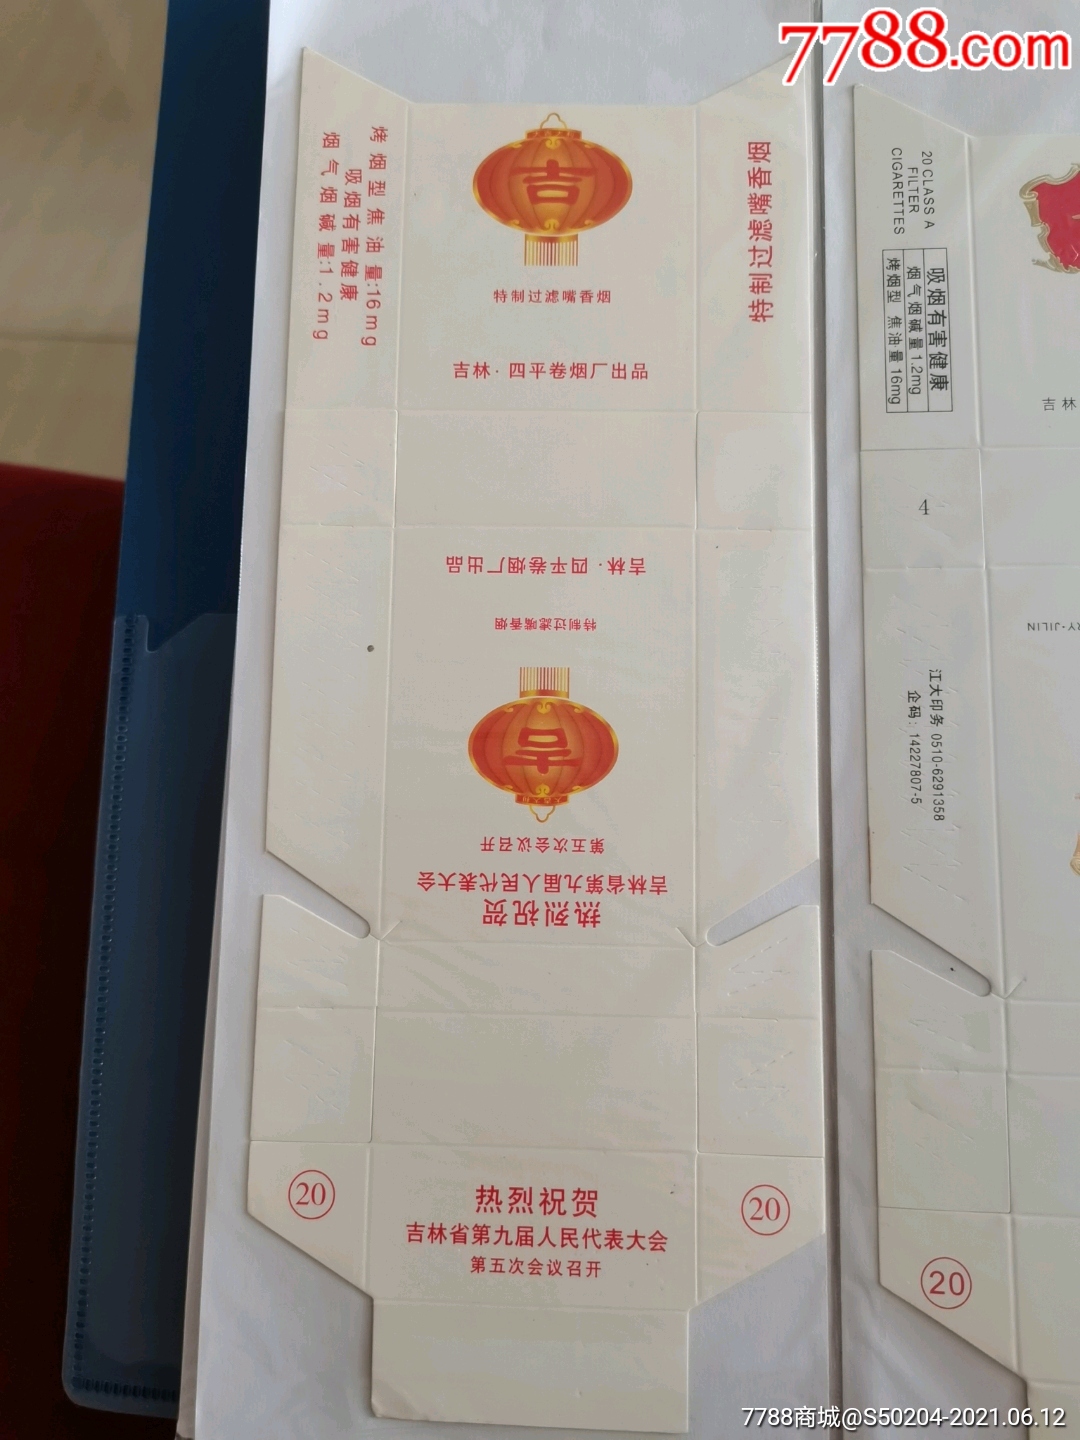 7788.com
烤烟型焦油量:16mg
吸烟有害健康
烟气烟碱量:1.2mg
吉
特制过滤嘴香烟
吉林·四平卷烟厂出品
特制过滤嘴香烟
吉林·四平卷烟厂出品
特制过滤嘴香烟
吉
第五次会议召开
吉林省第九届人民代表大会
热烈祝贺
20
热烈祝贺
吉林省第九届人民代表大会
第五次会议召开
20
20 CLASS A
FILTER
CIGARETTES
吸烟有害健康
烟气烟碱量1.2mg
烤烟型 焦油量16mg
吉林
4
RY·JILIN
江大印务 0510-6291358
企码:14227807-5
20
7788商城@S50204-2021.06.12